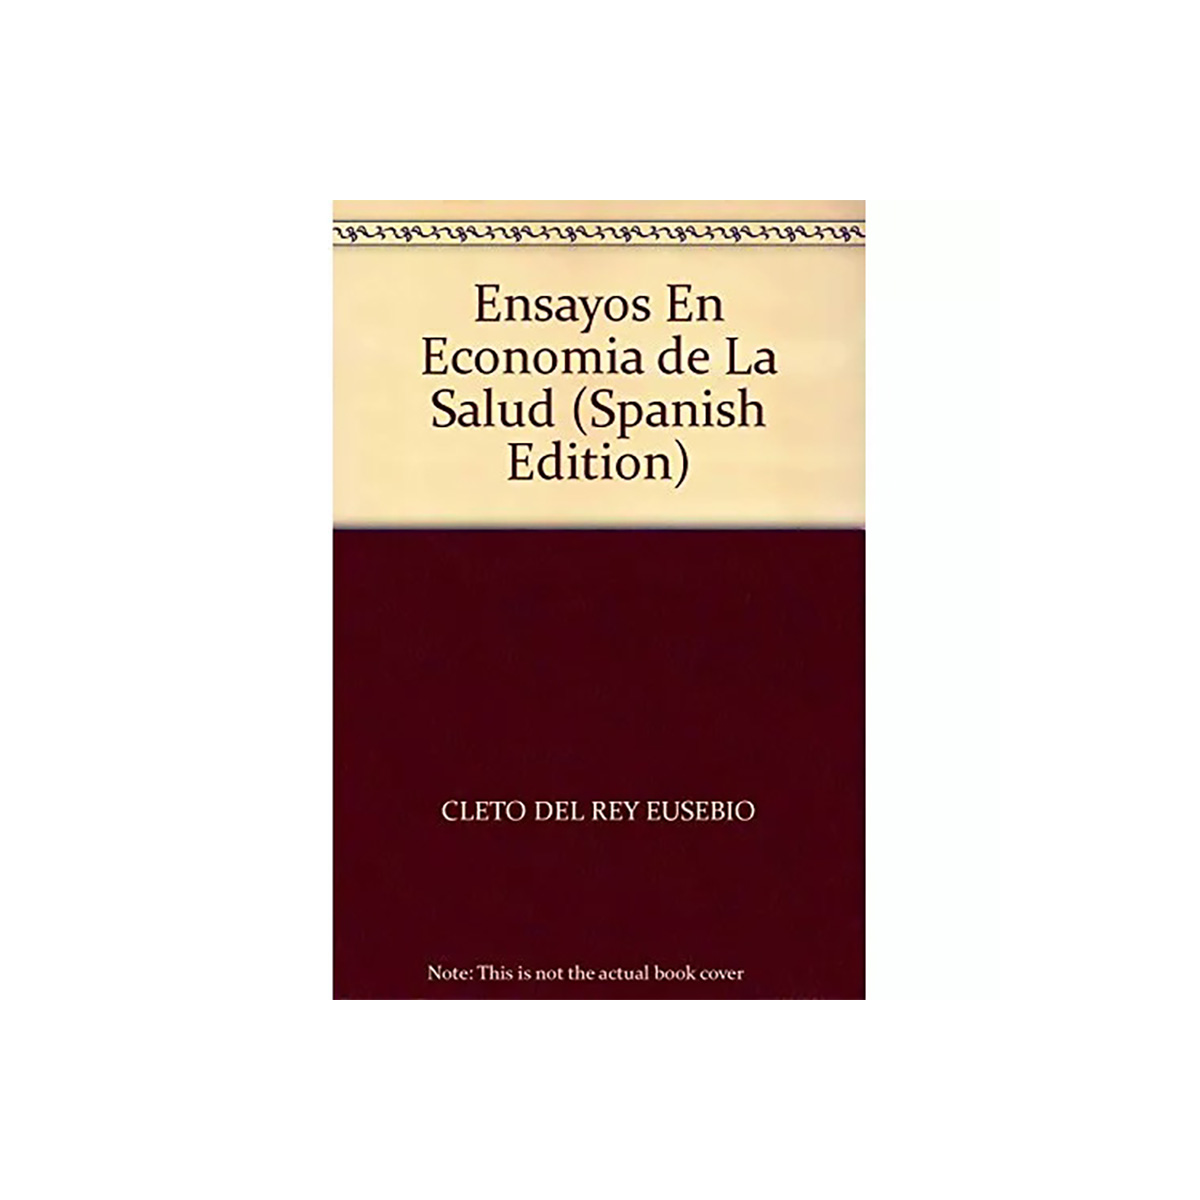 Ensayos En
Economia de La
Salud (Spanish
Edition)
CLETO DEL REY EUSEBIO
Note: This is not the actual book cover